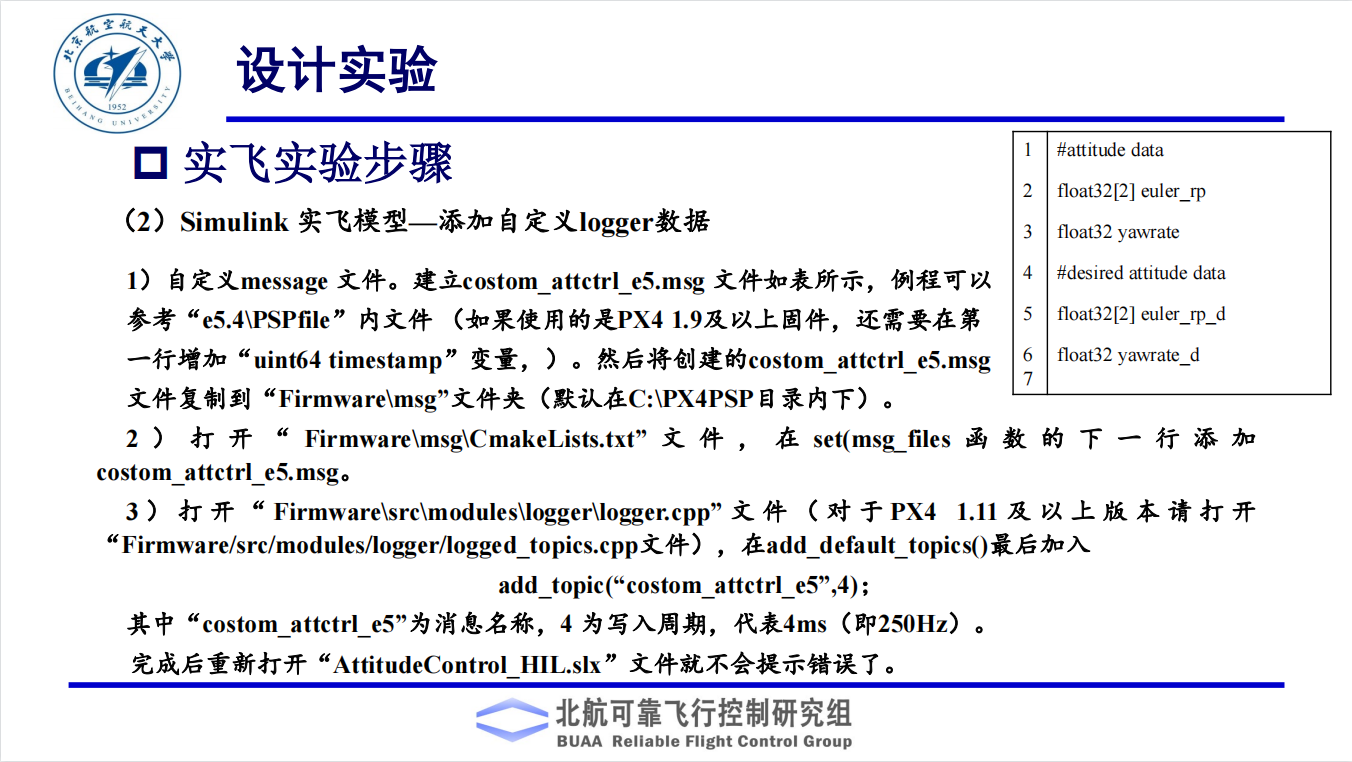 北京航空航天大学
BEIHANG UNIVERSITY
1952
设计实验
实飞实验步骤
(2)Simulink 实飞模型—添加自定义logger数据
1)自定义message 文件。建立costom_attctrl_e5.msg 文件如表所示,例程可以
参考“e5.4\PSPfile”内文件 (如果使用的是PX4 1.9及以上固件,还需要在第
一行增加“uint64 timestamp”变量,)。然后将创建的costom_attctrl_e5.msg
文件复制到“Firmware\msg”文件夹(默认在C:\PX4PSP目录内下)。
1 #attitude data
2 float32[2] euler_rp
3 float32 yawrate
4 #desired attitude data
5 float32[2] euler_rp_d
6 float32 yawrate_d
7
2)打开“Firmware\msg\CmakeLists.txt”文件,在set(msg_files函数的下一行添加
costom_attctrl_e5.msg。
3)打开“Firmware\src\modules\logger\logger.cpp”文件(对于PX4 1.11及以上版本请打开
“Firmware/src/modules/logger/logged_topics.cpp文件),在add_default_topics()最后加入
add_topic(“costom_attctrl_e5”,4);
其中“costom_attctrl_e5”为消息名称,4 为写入周期,代表4ms(即250Hz)。
完成后重新打开“AttitudeControl_HIL.slx”文件就不会提示错误了。
北航可靠飞行控制研究组
BUAA Reliable Flight Control Group